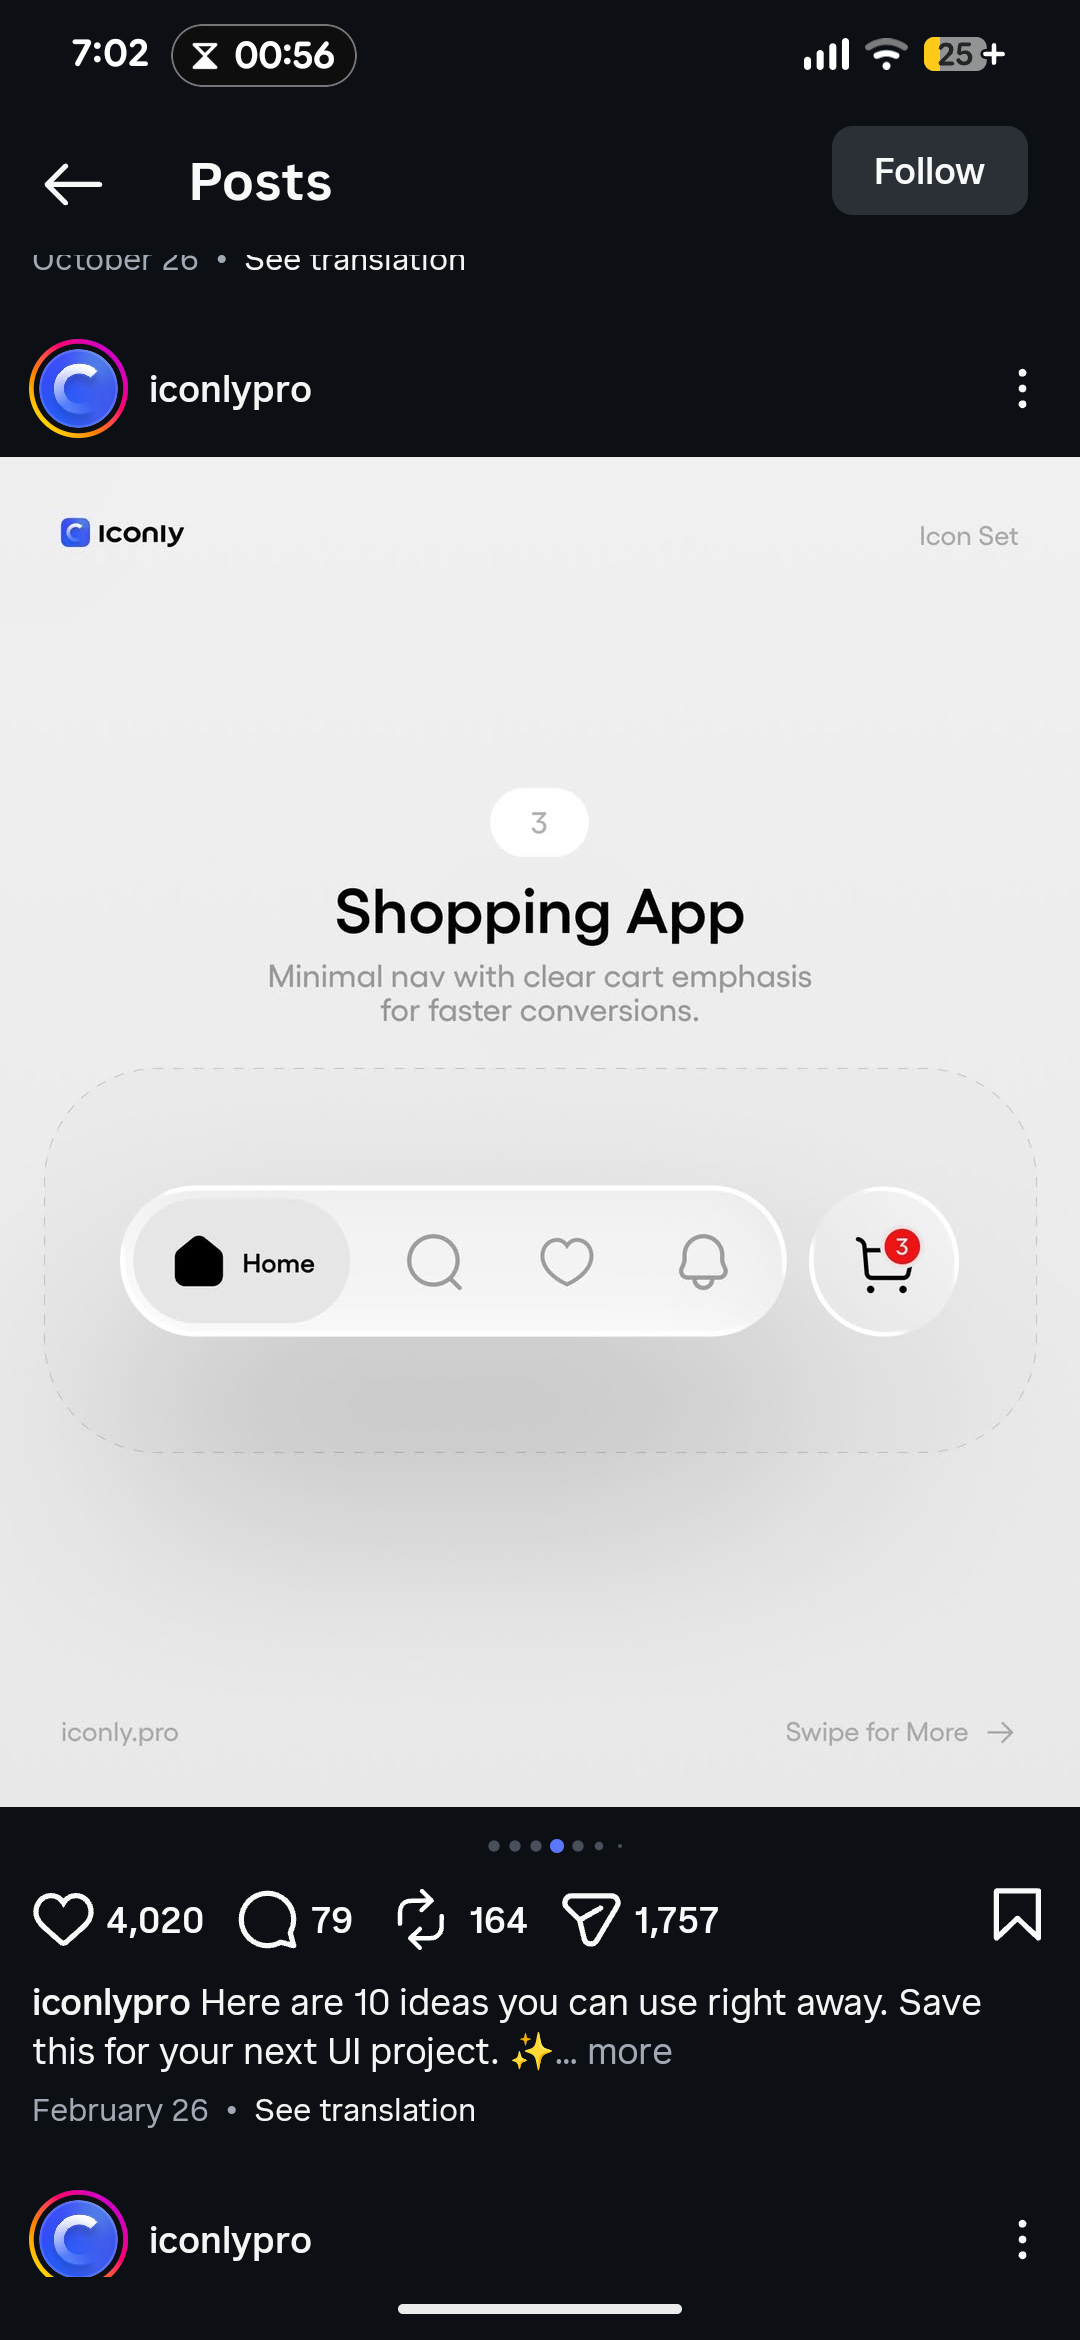 7:02
00:56
25
Posts
Follow
October 26 • See translation
iconlypro
Iconly
Icon Set
3
Shopping App
Minimal nav with clear cart emphasis
for faster conversions.
Home
3
iconly.pro
Swipe for More →
4,020
79
164
1,757
iconlypro Here are 10 ideas you can use right away. Save
this for your next UI project. ✨... more
February 26 • See translation
iconlypro